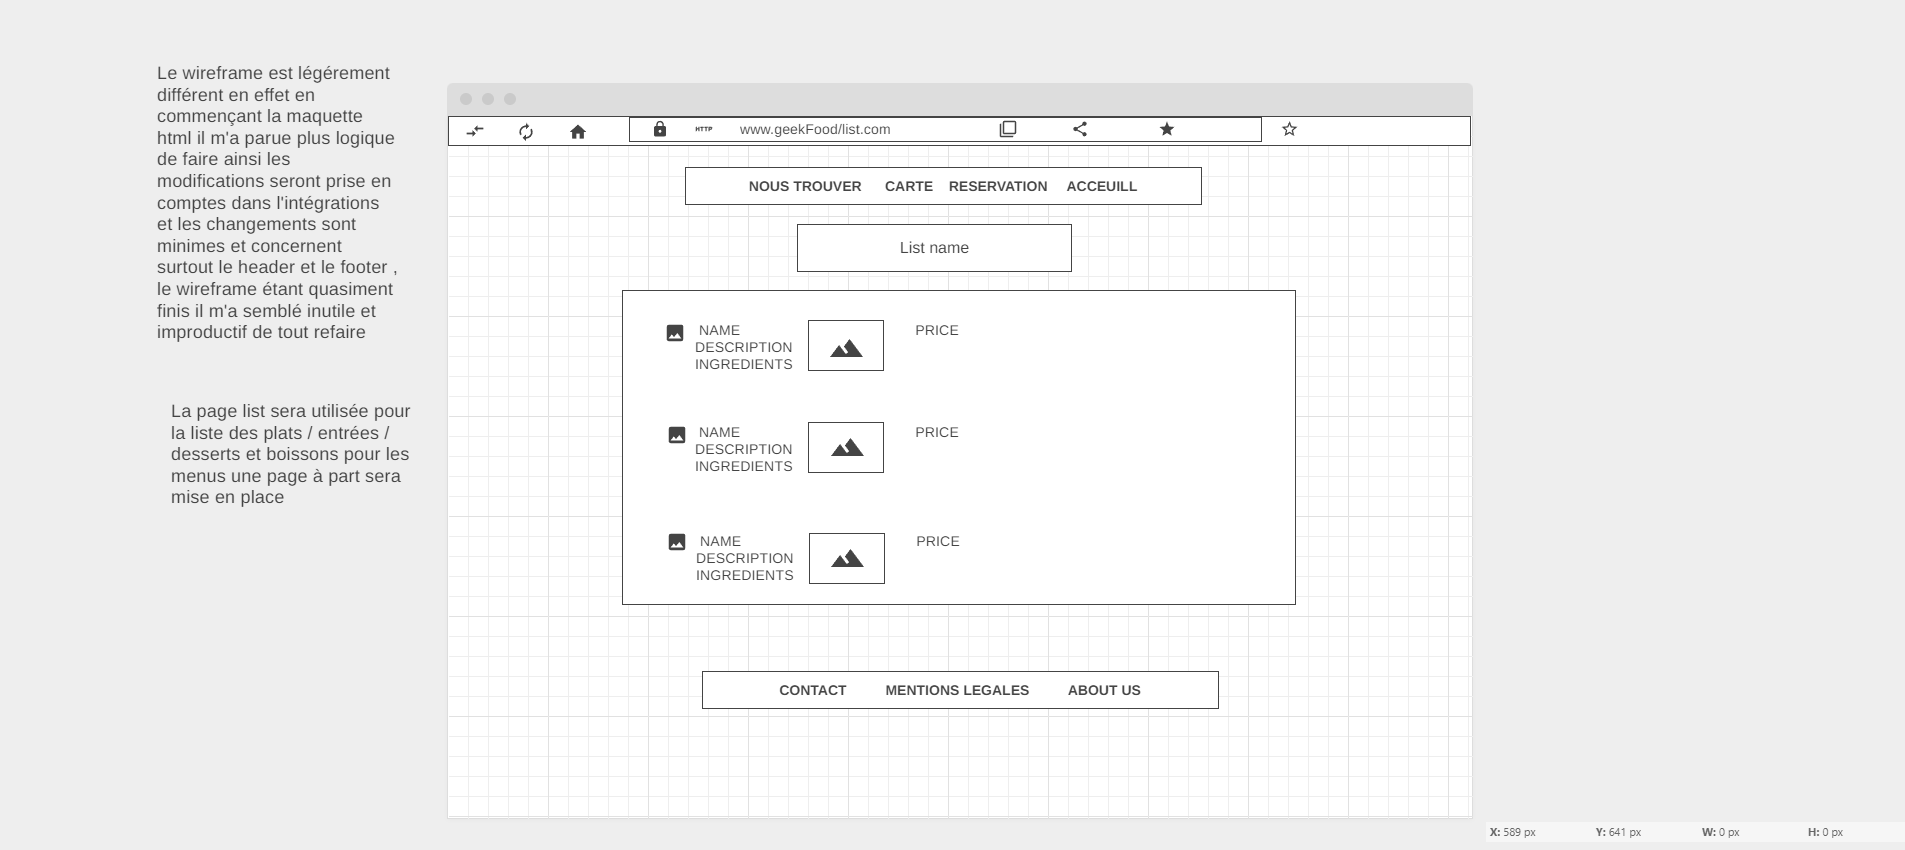 Le wireframe est légérement
différent en effet en
commençant la maquette
html il m'a parue plus logique
de faire ainsi les
modifications seront prise en
comptes dans l'intégrations
et les changements sont
minimes et concernent
surtout le header et le footer ,
le wireframe étant quasiment
finis il m'a semblé inutile et
improductif de tout refaire
La page list sera utilisée pour
la liste des plats / entrées /
desserts et boissons pour les
menus une page à part sera
mise en place
HTTP www.geekFood/list.com
NOUS TROUVER CARTE RESERVATION ACCEUILL
List name
NAME PRICE
DESCRIPTION
INGREDIENTS
NAME PRICE
DESCRIPTION
INGREDIENTS
NAME PRICE
DESCRIPTION
INGREDIENTS
CONTACT MENTIONS LEGALES ABOUT US
X: 589 px Y: 641 px W: 0 px H: 0 px